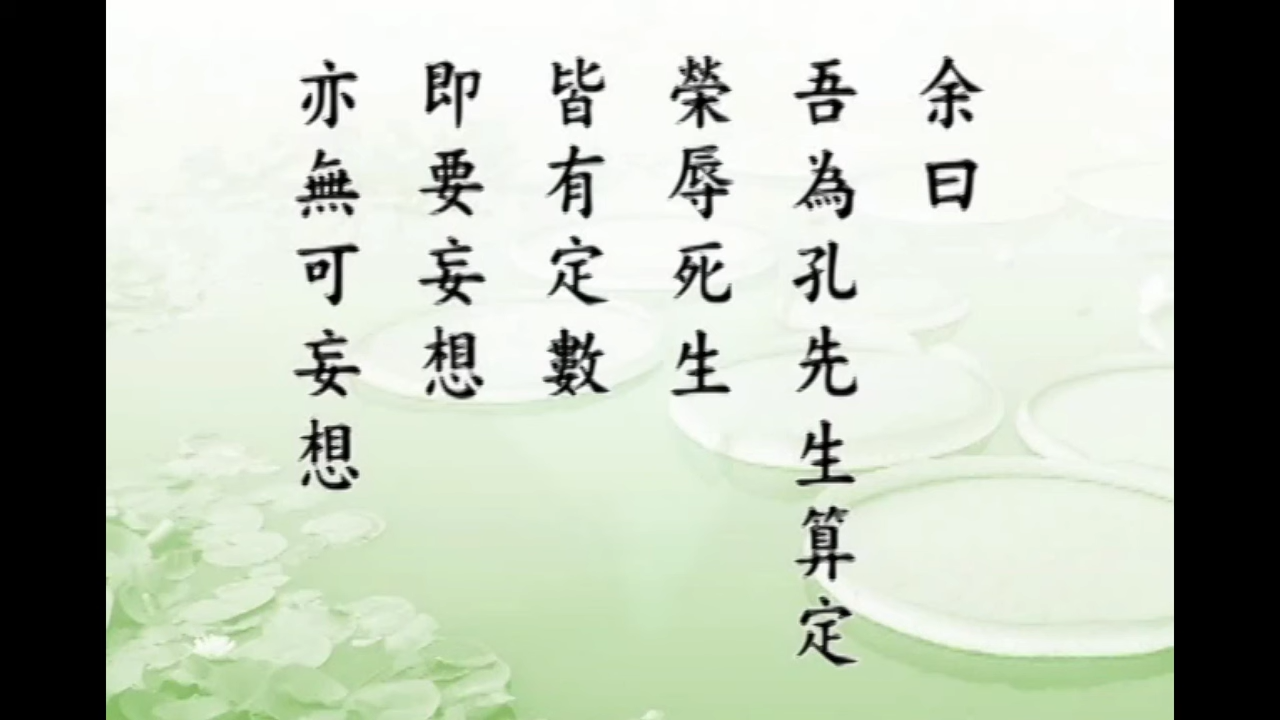 余曰
吾為孔先生算定
榮辱死生
皆有定數
即要妄想
亦無可妄想